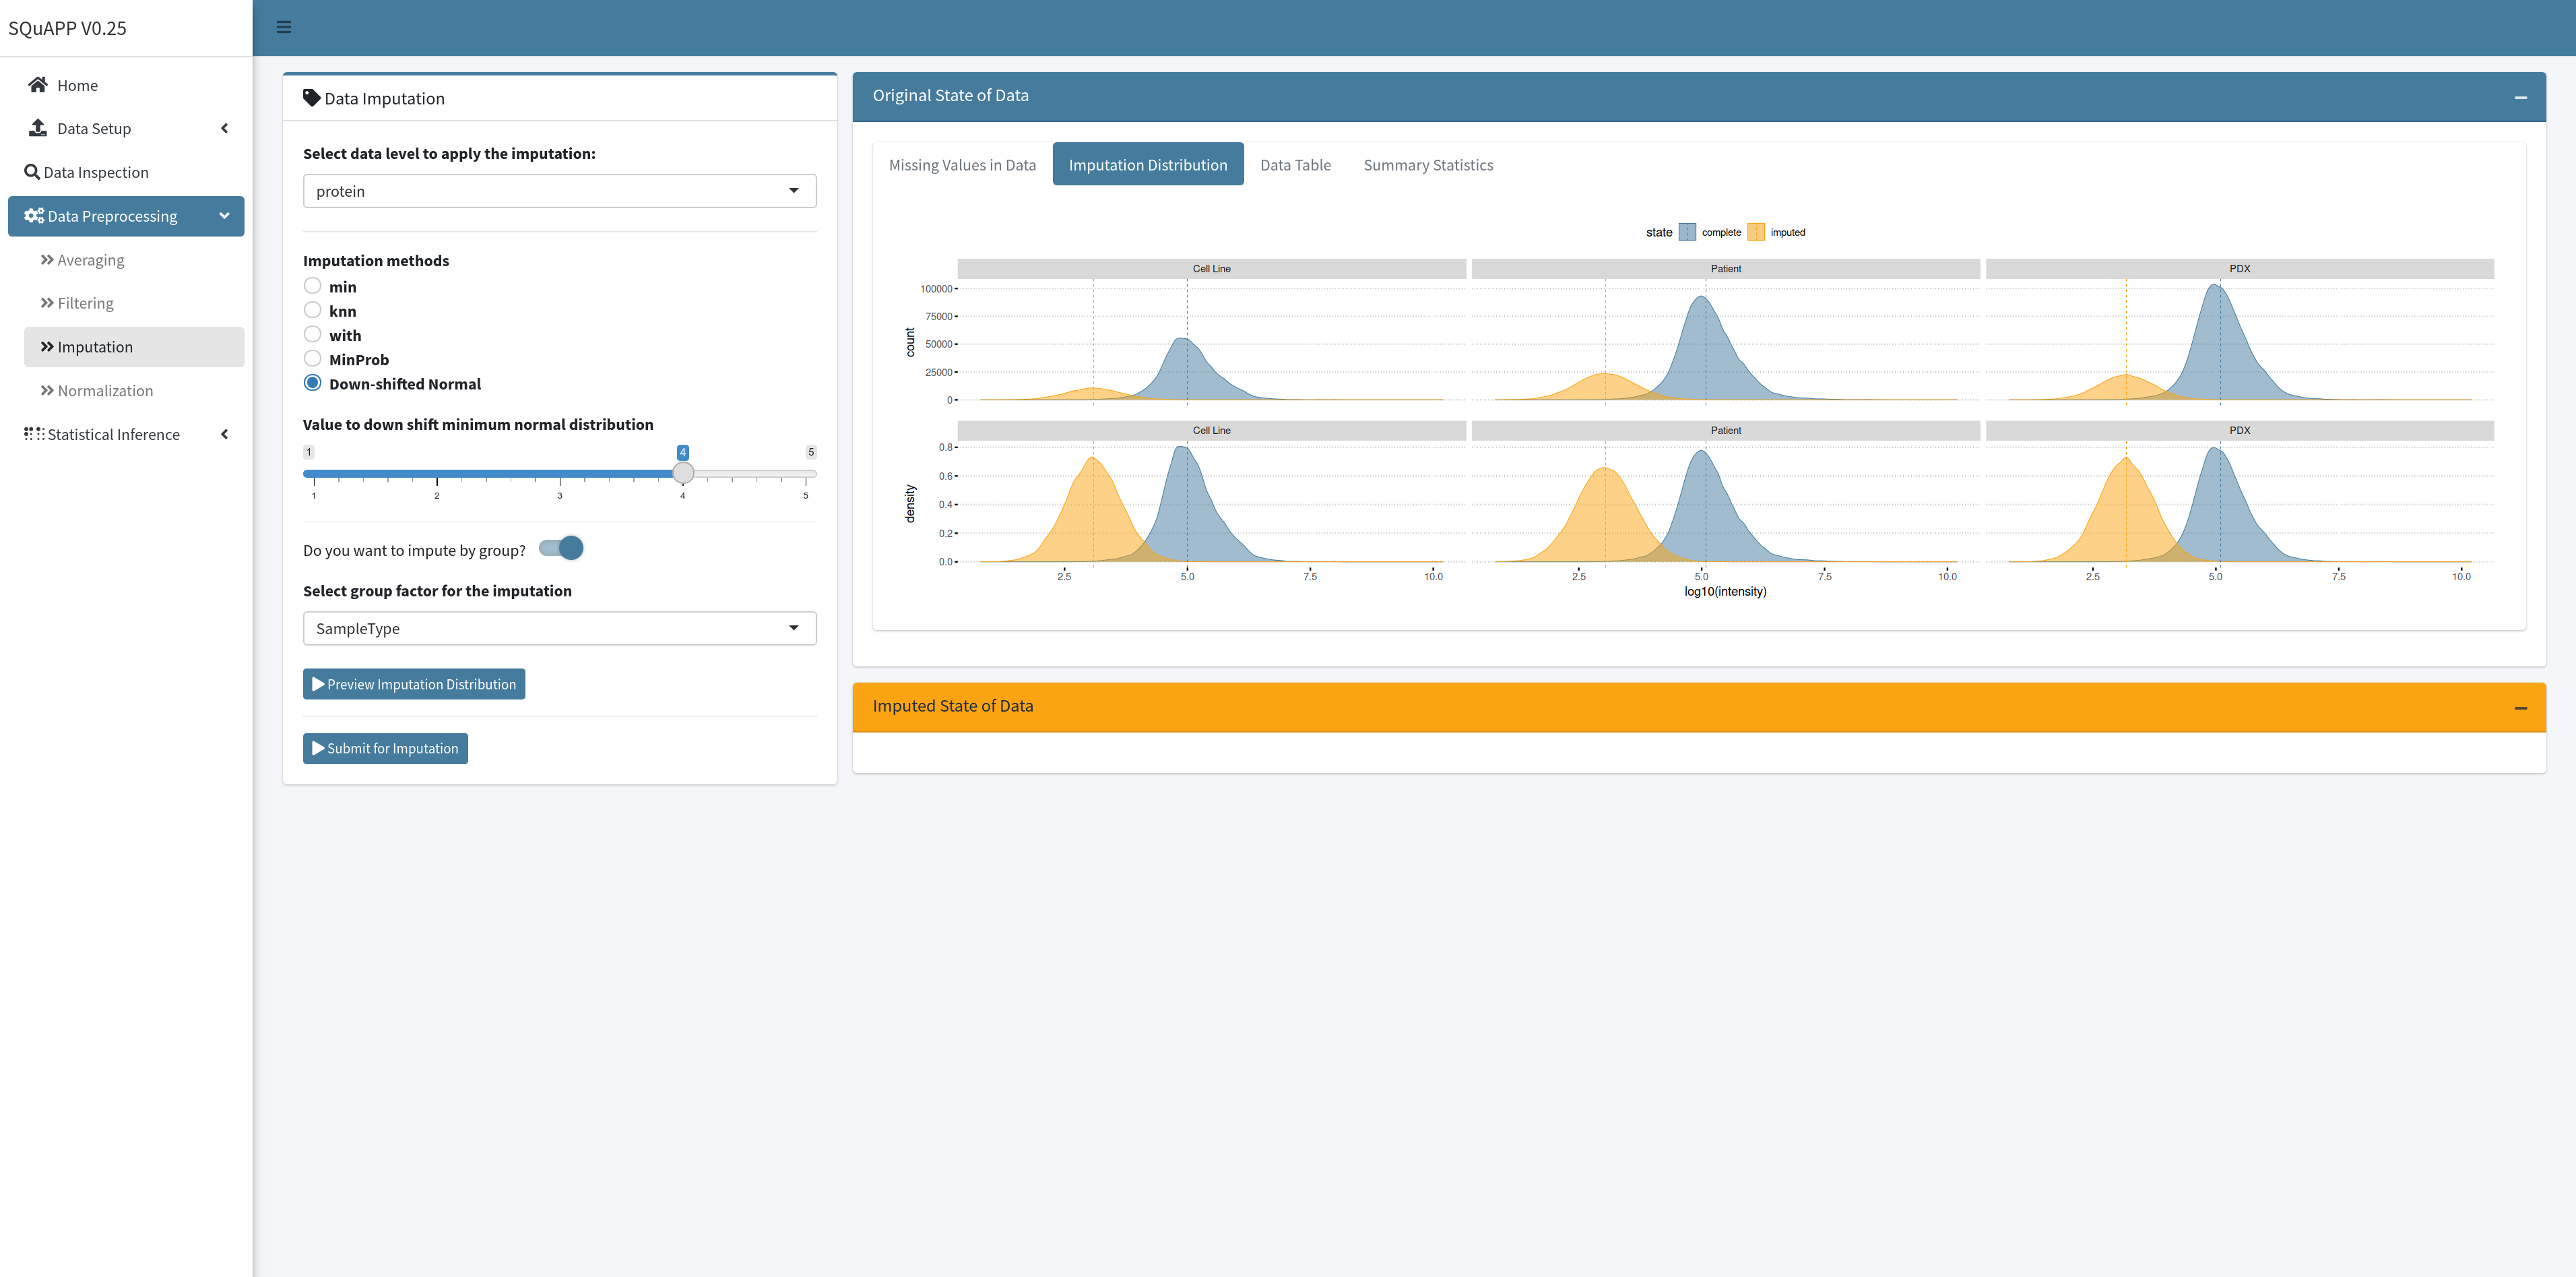 SQuAPP V0.25
Home
Data Setup
Data Inspection
Data Preprocessing
Averaging
Filtering
Imputation
Normalization
Statistical Inference
Data Imputation
Select data level to apply the imputation:
protein
Imputation methods
min
knn
with
MinProb
Down-shifted Normal
Value to down shift minimum normal distribution
1 4 5
1 2 3 4 5
Do you want to impute by group?
Select group factor for the imputation
SampleType
Preview Imputation Distribution
Submit for Imputation
Original State of Data
Missing Values in Data Imputation Distribution Data Table Summary Statistics
state complete imputed
Cell Line Patient PDX
100000
75000
50000
25000
0
count
Cell Line Patient PDX
0.8
0.6
0.4
0.2
0.0
density
2.5 5.0 7.5 10.0 2.5 5.0 7.5 10.0 2.5 5.0 7.5 10.0
log10(intensity)
Imputed State of Data